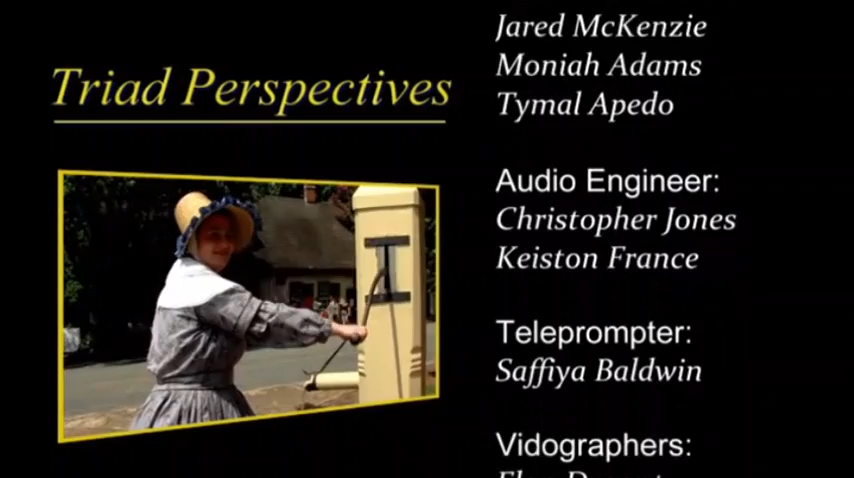 Triad Perspectives
Jared McKenzie
Moniah Adams
Tymal Apedo
Audio Engineer:
Christopher Jones
Keiston France
Teleprompter:
Saffiya Baldwin
Vidographers: